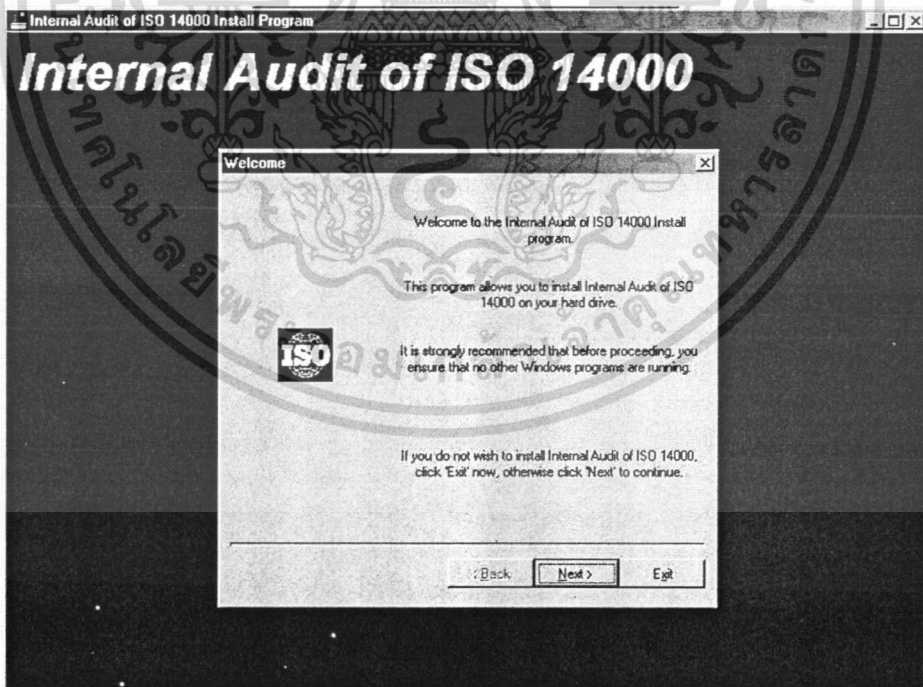 Internal Audit of ISO 14000 Install Program
Internal Audit of ISO 14000
Welcome
Welcome to the Internal Audit of ISO 14000 Install
program.
This program allows you to install Internal Audit of ISO
14000 on your hard drive.
ISO
It is strongly recommended that before proceeding, you
ensure that no other Windows programs are running.
If you do not wish to install Internal Audit of ISO 14000,
click 'Exit' now, otherwise click 'Next' to continue.
< Back
Next >
Exit